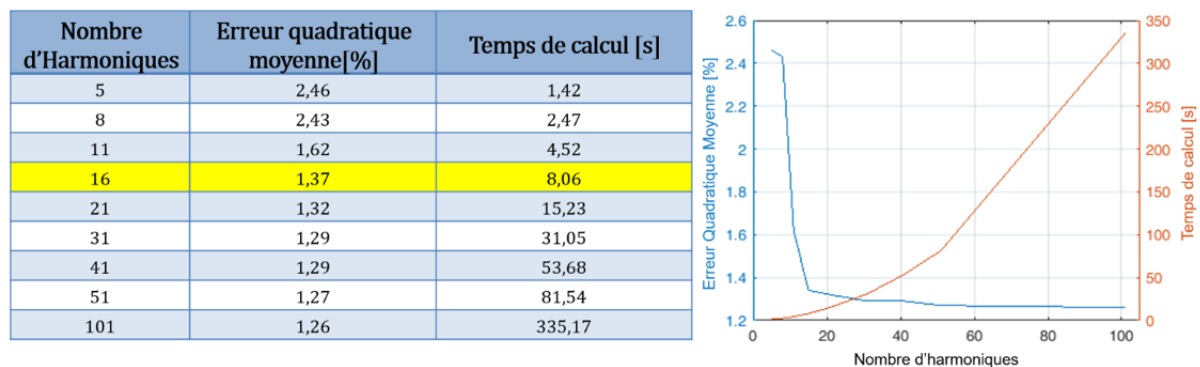 Nombre d'Harmoniques Erreur quadratique moyenne[%] Temps de calcul [s]
5 2,46 1,42
8 2,43 2,47
11 1,62 4,52
16 1,37 8,06
21 1,32 15,23
31 1,29 31,05
41 1,29 53,68
51 1,27 81,54
101 1,26 335,17
Erreur Quadratique Moyenne [%]
2.6
2.4
2.2
2
1.8
1.6
1.4
1.2
0 20 40 60 80 100
Nombre d'harmoniques
350
300
250
200
150
100
50
0
Temps de calcul [s]